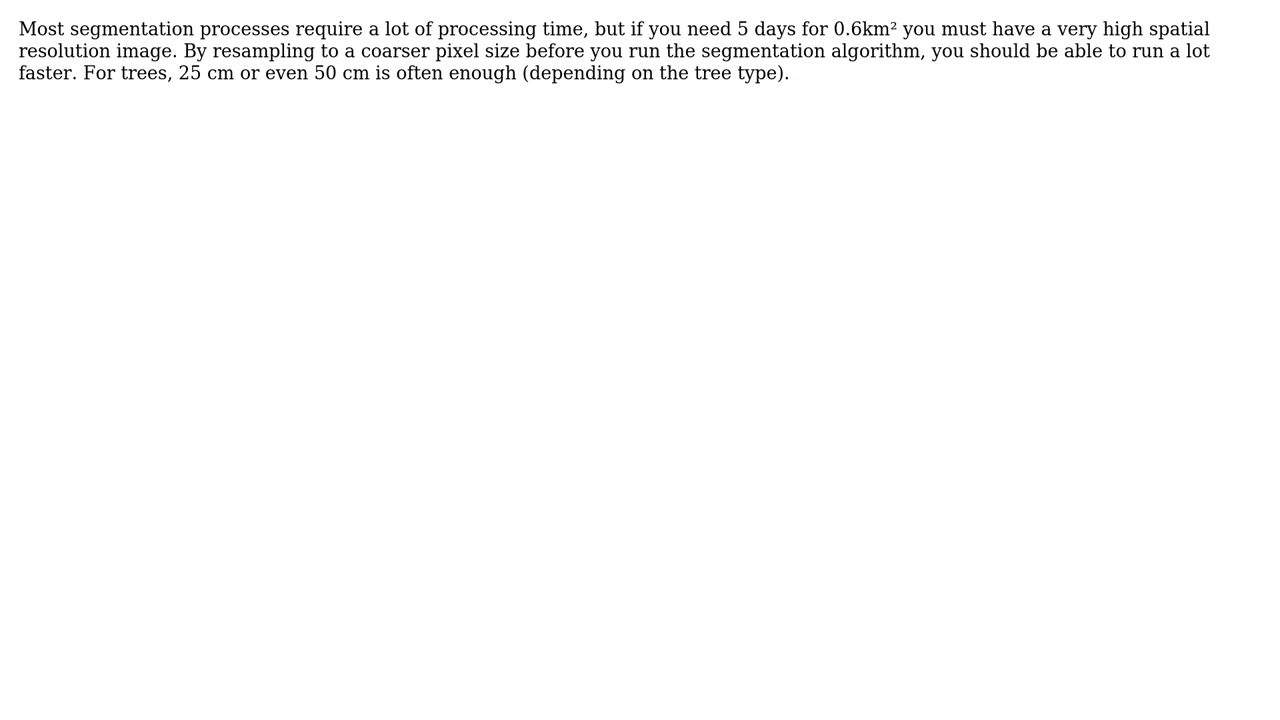 Most segmentation processes require a lot of processing time, but if you need 5 days for 0.6km² you must have a very high spatial
resolution image. By resampling to a coarser pixel size before you run the segmentation algorithm, you should be able to run a lot
faster. For trees, 25 cm or even 50 cm is often enough (depending on the tree type).